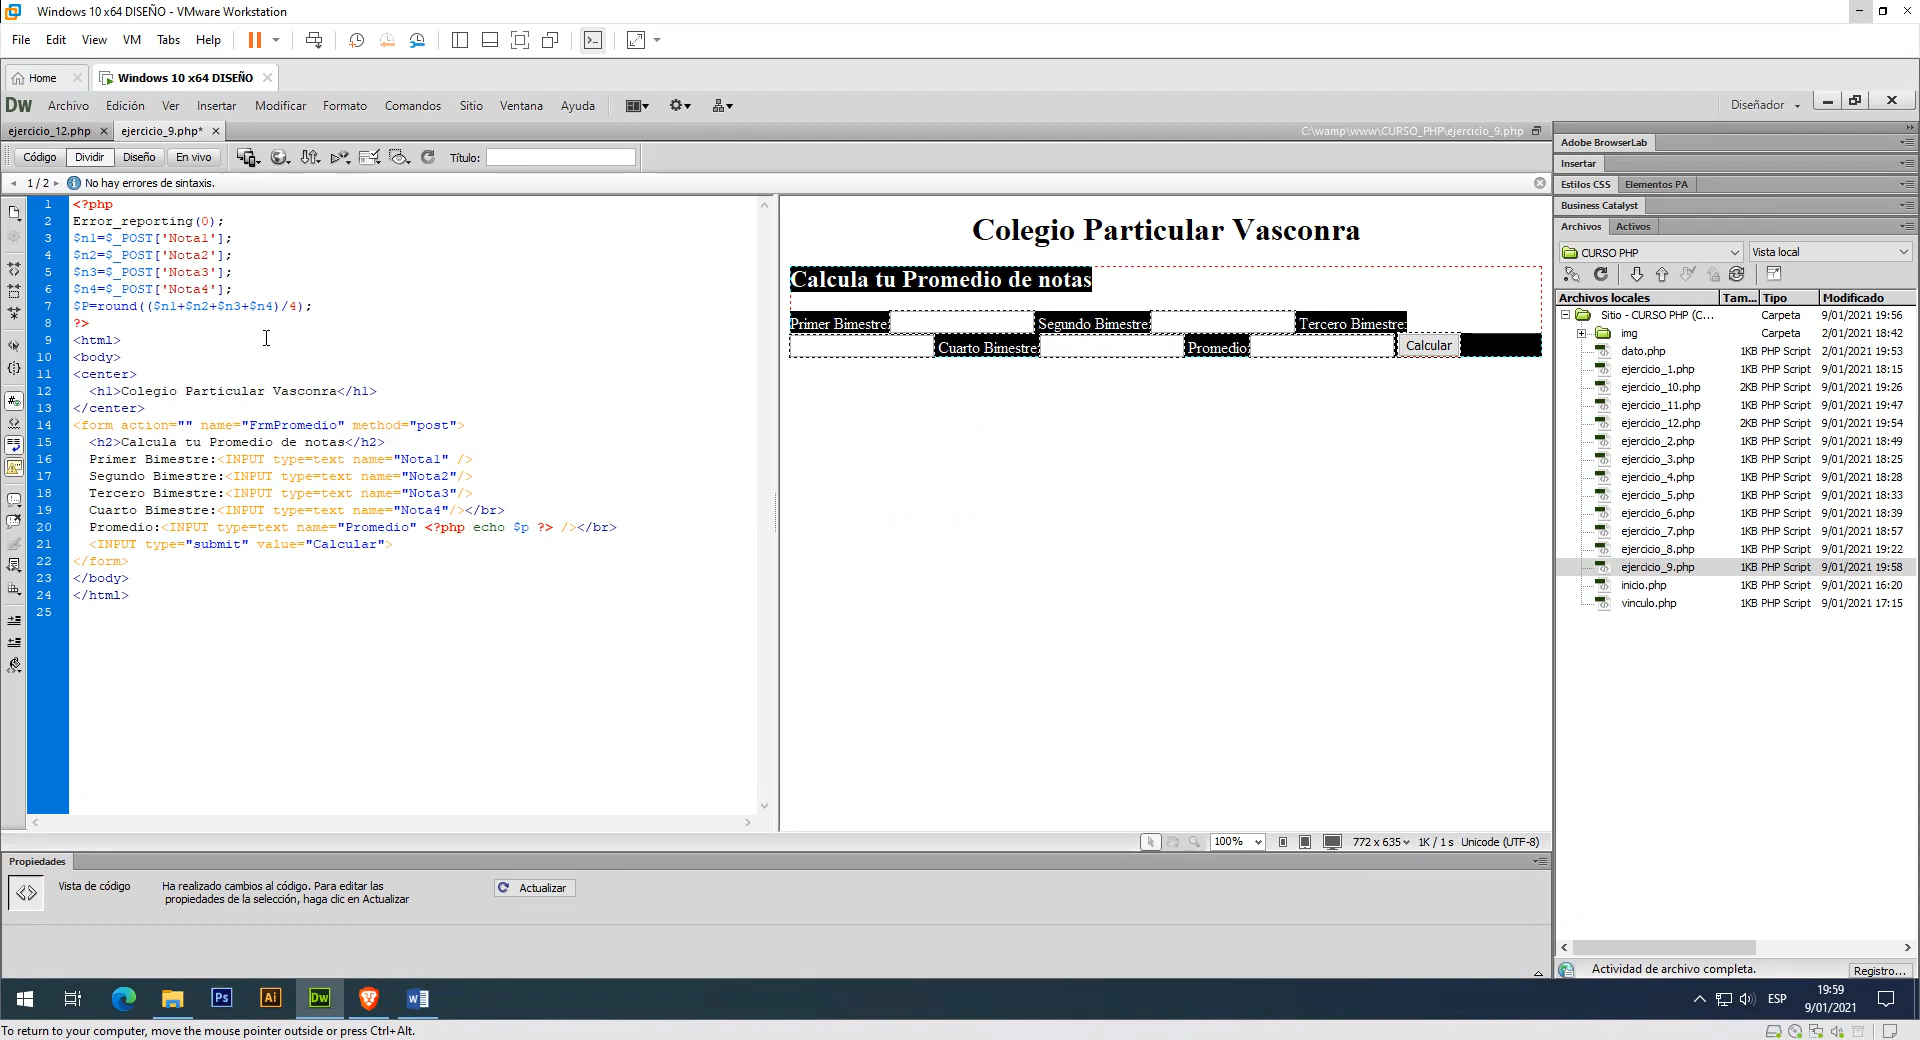 Windows 10 x64 DISEÑO - VMware Workstation
File Edit View VM Tabs Help
Home Windows 10 x64 DISEÑO
Dw Archivo Edición Ver Insertar Modificar Formato Comandos Sitio Ventana Ayuda Diseñador
ejercicio_12.php ejercicio_9.php* C:\wamp\www\CURSO_PHP\ejercicio_9.php
Código Dividir Diseño En vivo Título:
1 / 2 No hay errores de sintaxis.
1 <?php
2 Error_reporting(0);
3 $n1=$_POST['Nota1'];
4 $n2=$_POST['Nota2'];
5 $n3=$_POST['Nota3'];
6 $n4=$_POST['Nota4'];
7 $P=round(($n1+$n2+$n3+$n4)/4);
8 ?>
9 <html>
10 <body>
11 <center>
12 <h1>Colegio Particular Vasconra</h1>
13 </center>
14 <form action="" name="FrmPromedio" method="post">
15 <h2>Calcula tu Promedio de notas</h2>
16 Primer Bimestre:<INPUT type=text name="Nota1" />
17 Segundo Bimestre:<INPUT type=text name="Nota2"/>
18 Tercero Bimestre:<INPUT type=text name="Nota3"/>
19 Cuarto Bimestre:<INPUT type=text name="Nota4"/></br>
20 Promedio:<INPUT type=text name="Promedio" <?php echo $p ?> /></br>
21 <INPUT type="submit" value="Calcular">
22 </form>
23 </body>
24 </html>
25
Colegio Particular Vasconra
Calcula tu Promedio de notas
Primer Bimestre: Segundo Bimestre: Tercero Bimestre:
Cuarto Bimestre: Promedio: Calcular
100% 772 x 635 1K / 1 s Unicode (UTF-8)
Adobe BrowserLab
Insertar
Estilos CSS Elementos PA
Business Catalyst
Archivos Activos
CURSO PHP Vista local
Archivos locales Tam... Tipo Modificado
Sitio - CURSO PHP (C... Carpeta 9/01/2021 19:56
img Carpeta 2/01/2021 18:42
dato.php 1KB PHP Script 2/01/2021 19:53
ejercicio_1.php 1KB PHP Script 9/01/2021 18:15
ejercicio_10.php 2KB PHP Script 9/01/2021 19:26
ejercicio_11.php 1KB PHP Script 9/01/2021 19:47
ejercicio_12.php 2KB PHP Script 9/01/2021 19:54
ejercicio_2.php 1KB PHP Script 9/01/2021 18:49
ejercicio_3.php 1KB PHP Script 9/01/2021 18:25
ejercicio_4.php 1KB PHP Script 9/01/2021 18:28
ejercicio_5.php 1KB PHP Script 9/01/2021 18:33
ejercicio_6.php 1KB PHP Script 9/01/2021 18:39
ejercicio_7.php 1KB PHP Script 9/01/2021 18:57
ejercicio_8.php 1KB PHP Script 9/01/2021 19:22
ejercicio_9.php 1KB PHP Script 9/01/2021 19:58
inicio.php 1KB PHP Script 9/01/2021 16:20
vinculo.php 1KB PHP Script 9/01/2021 17:15
Actividad de archivo completa. Registro...
Propiedades
Vista de código Ha realizado cambios al código. Para editar las Actualizar
propiedades de la selección, haga clic en Actualizar
Ps Ai Dw
ESP 19:59
9/01/2021
To return to your computer, move the mouse pointer outside or press Ctrl+Alt.